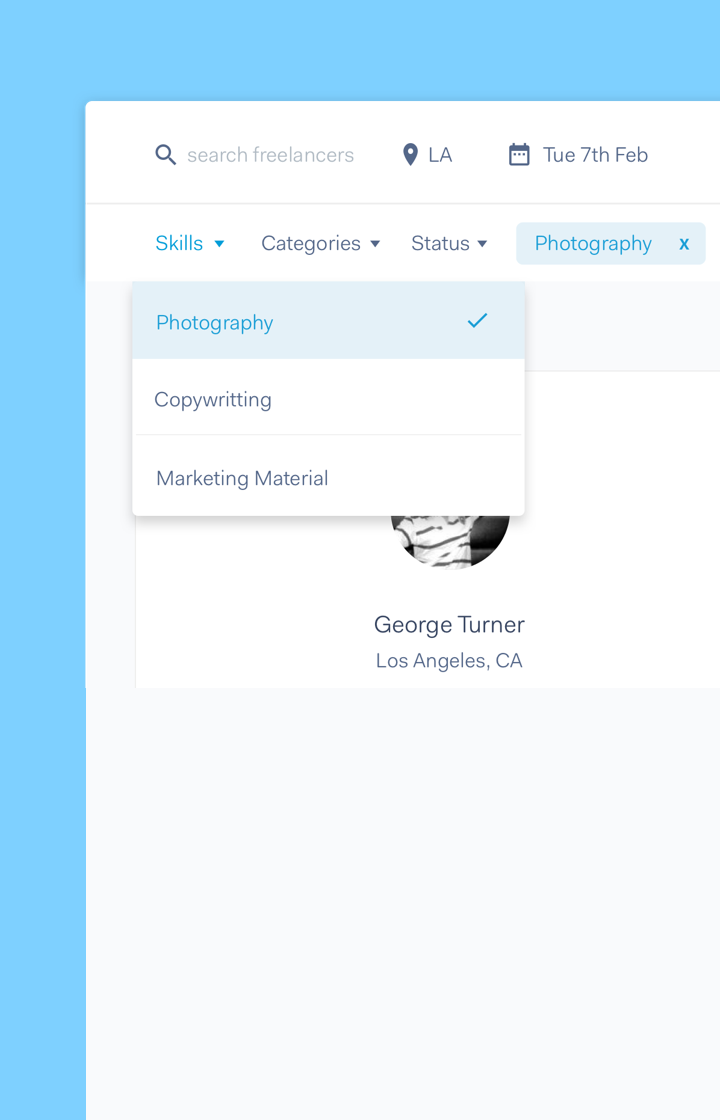 search freelancers LA Tue 7th Feb
Skills Categories Status Photography x
Photography
Copywritting
Marketing Material
George Turner
Los Angeles, CA